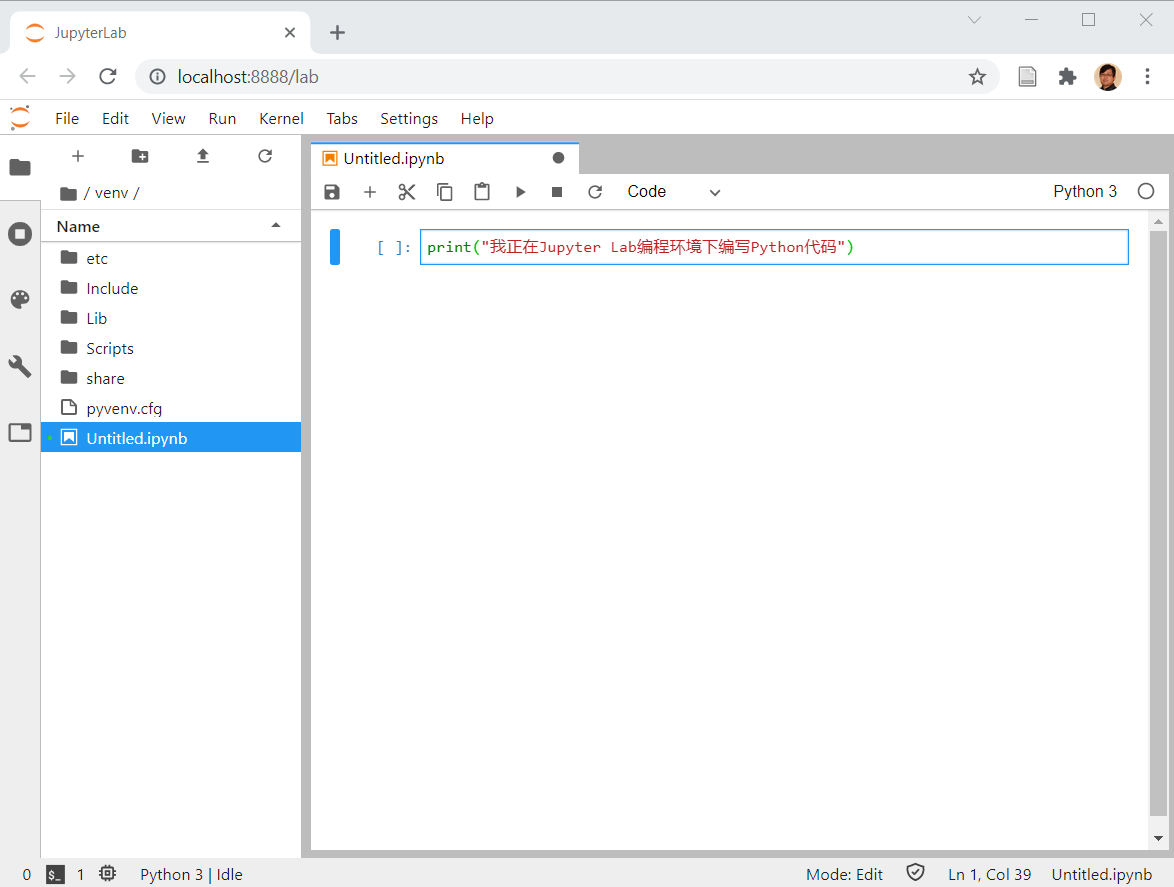 JupyterLab
localhost:8888/lab
File Edit View Run Kernel Tabs Settings Help
Untitled.ipynb
/ venv /
Code
Python 3
Name
[ ]: print("我正在Jupyter Lab编程环境下编写Python代码")
etc
Include
Lib
Scripts
share
pyvenv.cfg
Untitled.ipynb
0 $_ 1 Python 3 | Idle Mode: Edit Ln 1, Col 39 Untitled.ipynb